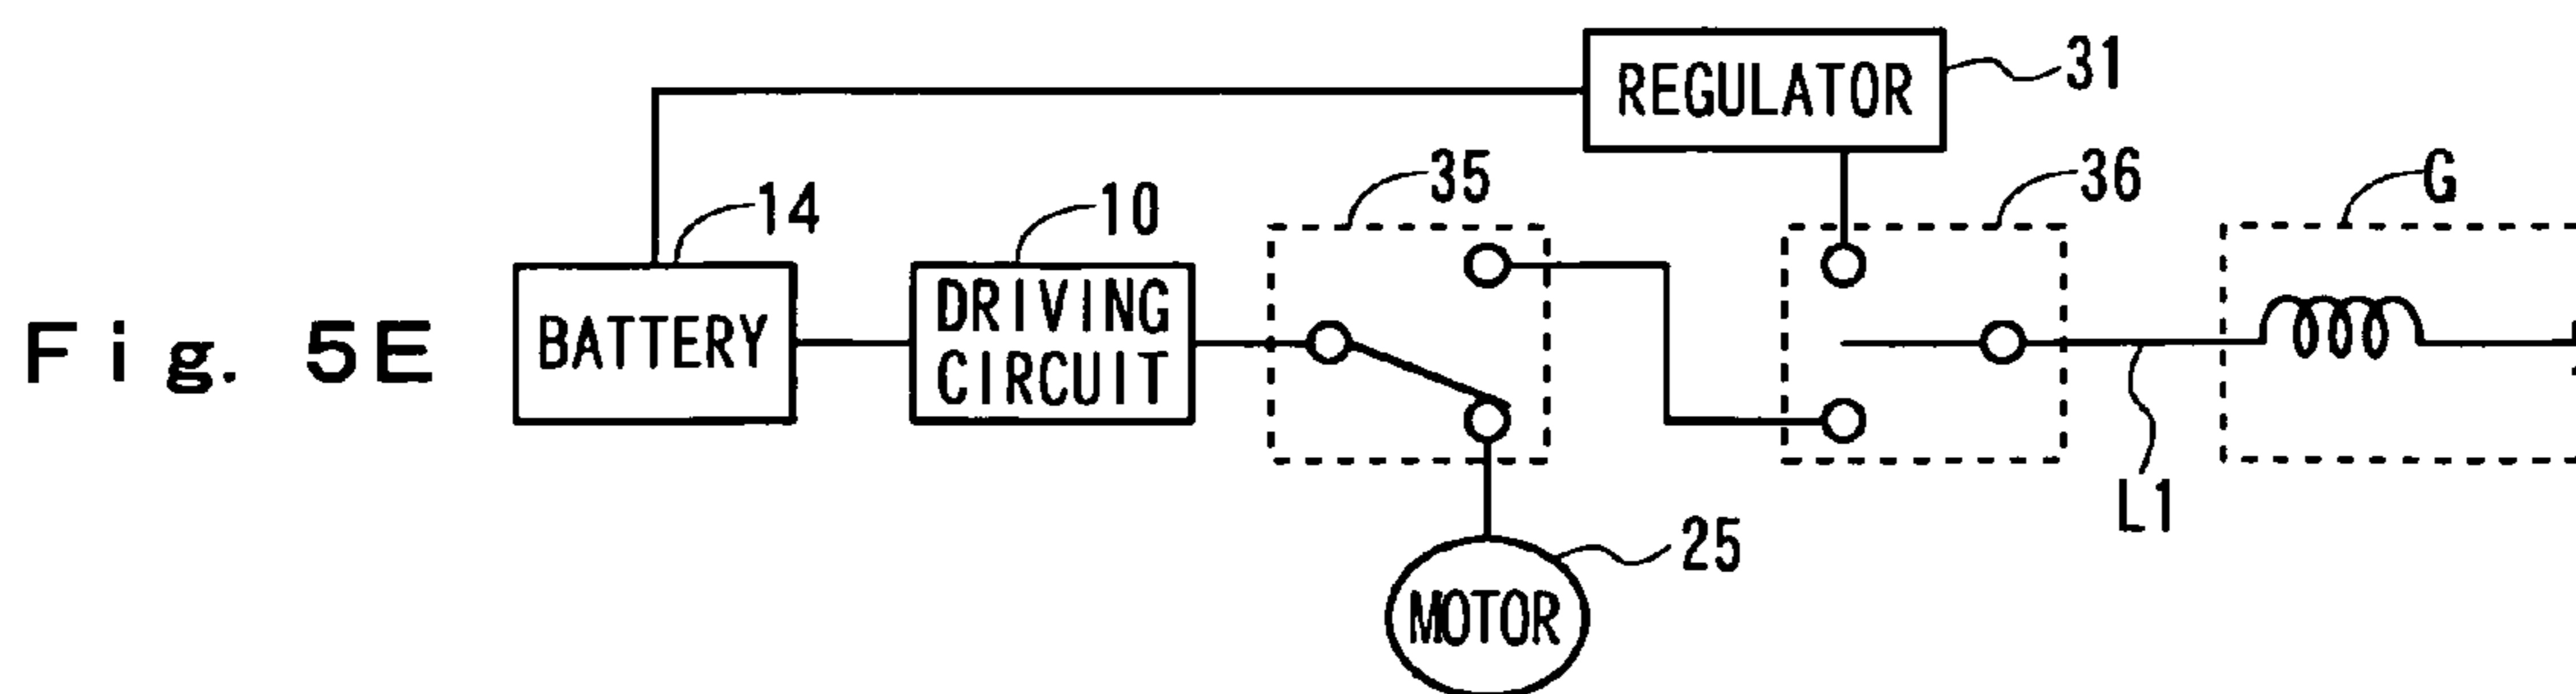 REGULATOR
31
35
36
G
14
10
Fig. 5E
BATTERY
DRIVING
CIRCUIT
L1
25
MOTOR